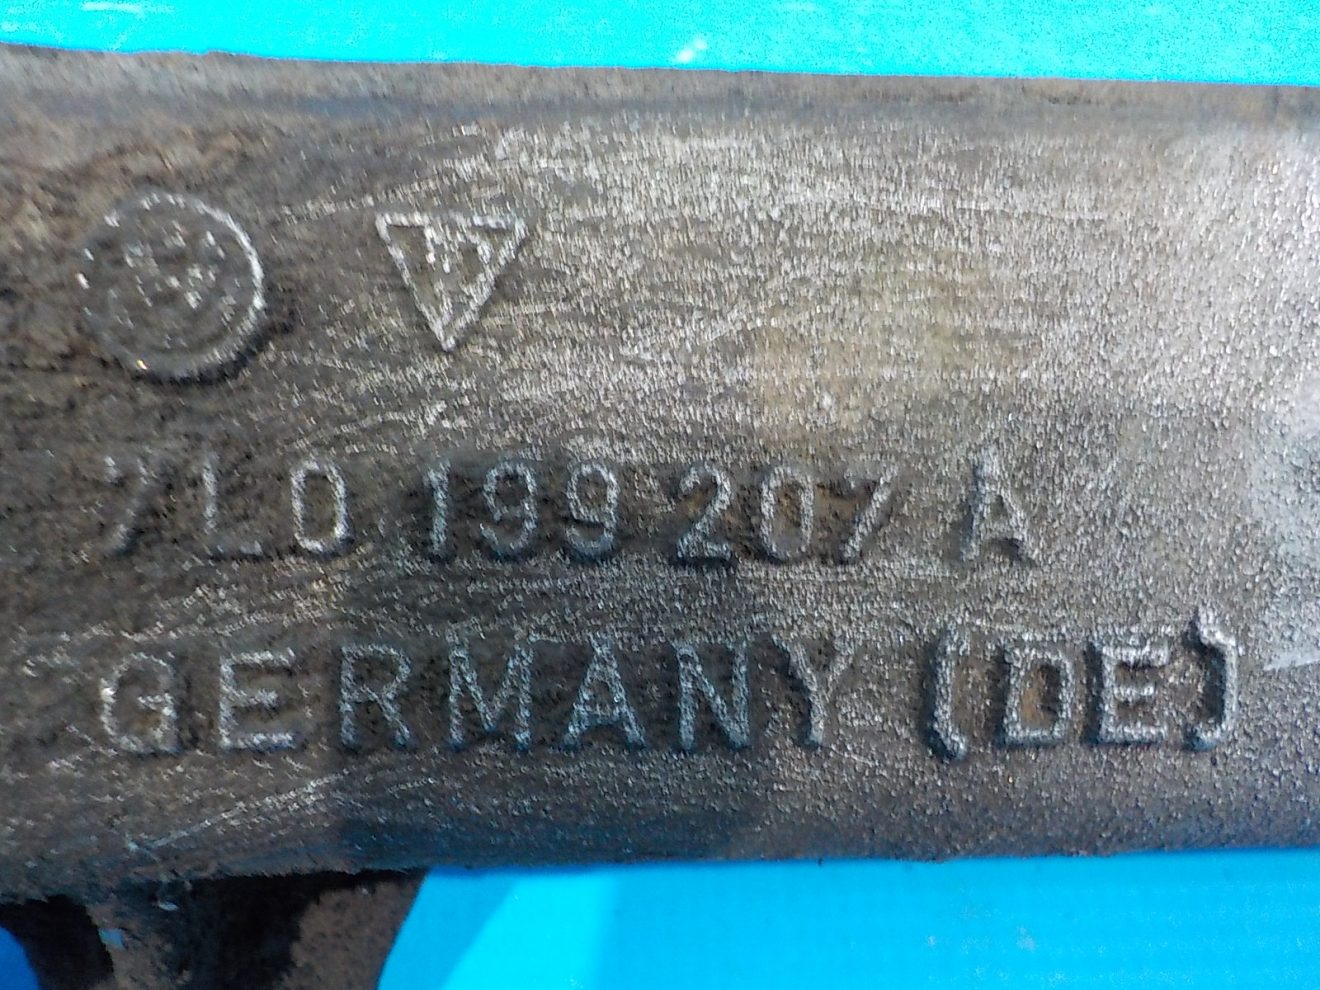 7L0 199 207 A
GERMANY (DE)